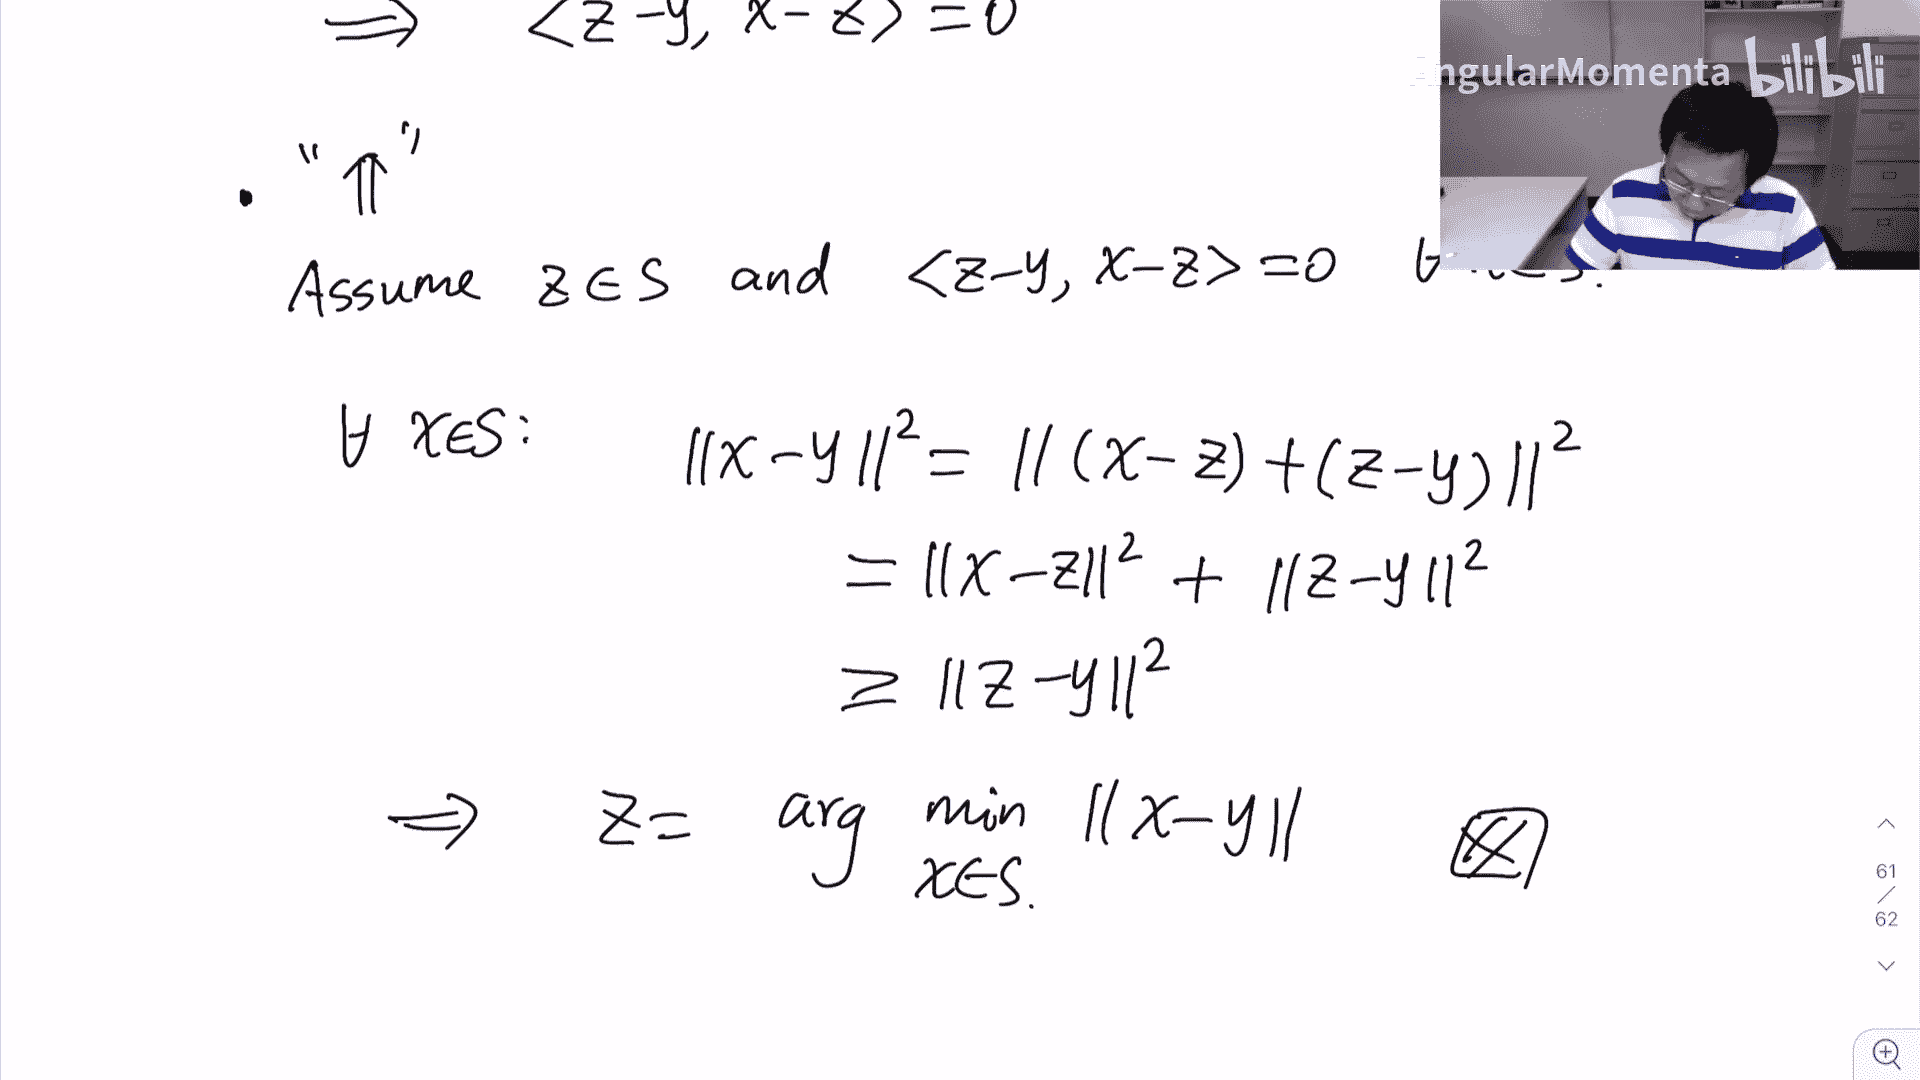 ⟹ <z-y, x-z> = 0
AngularMomenta bilibili
• "⇑"
Assume z∈S and <z-y, x-z> = 0 ∀ x∈S.
∀ x∈S: ||x-y||² = ||(x-z)+(z-y)||²
= ||x-z||² + ||z-y||²
≥ ||z-y||²
⟹ z = arg min ||x-y||
x∈S.
61
/
62